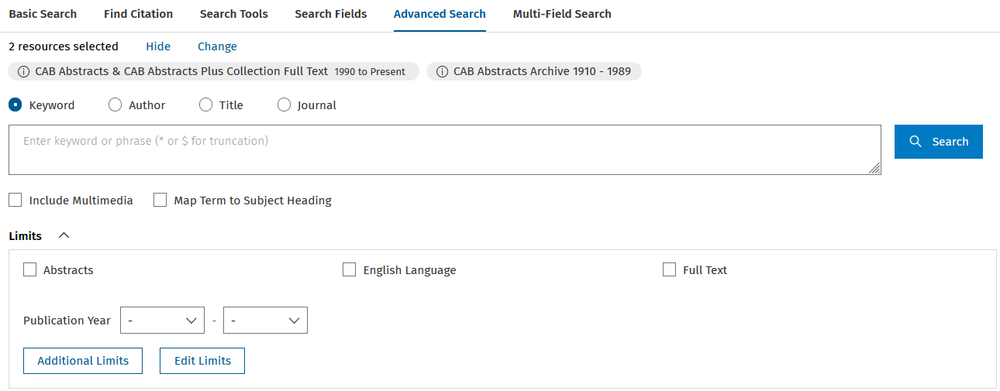 Basic Search Find Citation Search Tools Search Fields Advanced Search Multi-Field Search
2 resources selected Hide Change
CAB Abstracts & CAB Abstracts Plus Collection Full Text 1990 to Present CAB Abstracts Archive 1910 - 1989
Keyword Author Title Journal
Enter keyword or phrase (* or $ for truncation)
Search
Include Multimedia Map Term to Subject Heading
Limits
Abstracts English Language Full Text
Publication Year - - -
Additional Limits Edit Limits